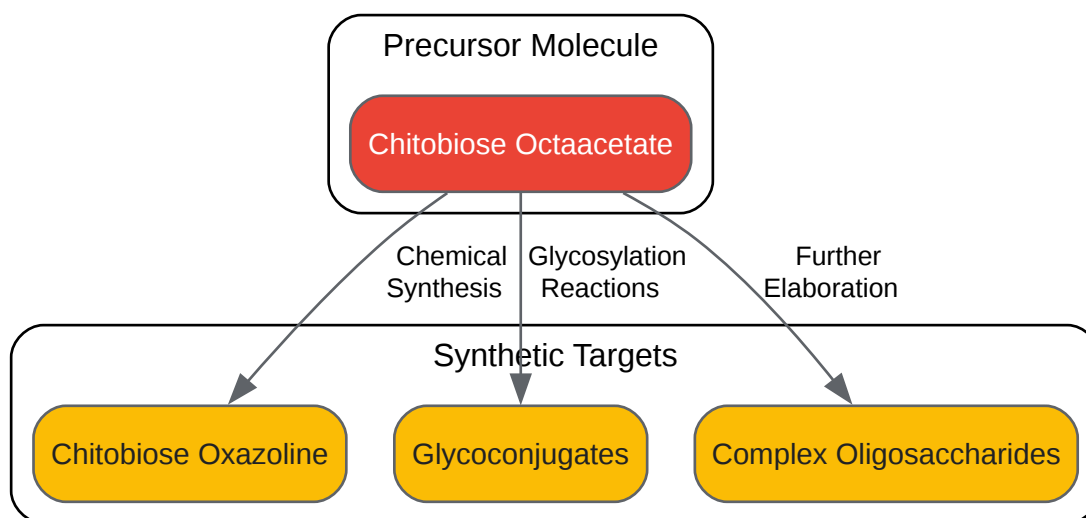 Precursor Molecule
Chitobiose Octaacetate
Chemical
Synthesis
Glycosylation
Reactions
Further
Elaboration
Synthetic Targets
Chitobiose Oxazoline
Glycoconjugates
Complex Oligosaccharides